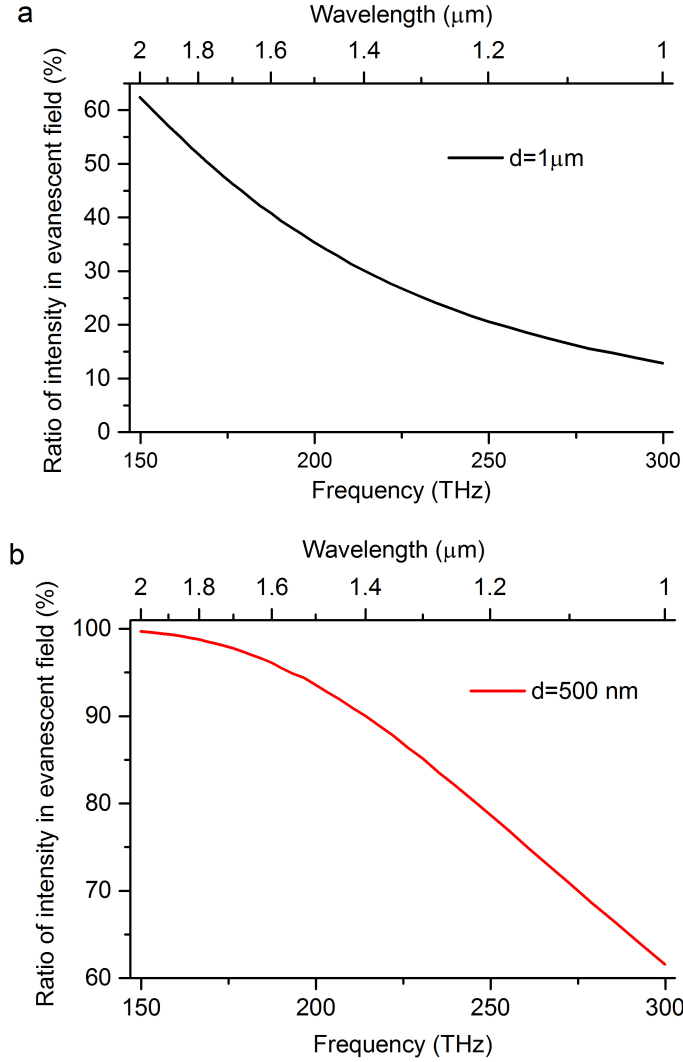 a
Wavelength (μm)
2 1.8 1.6 1.4 1.2 1
Ratio of intensity in evanescent field (%)
60
50
40
30
20
10
0
d=1μm
150 200 250 300
Frequency (THz)
b
Wavelength (μm)
2 1.8 1.6 1.4 1.2 1
Ratio of intensity in evanescent field (%)
100
90
80
70
60
d=500 nm
150 200 250 300
Frequency (THz)